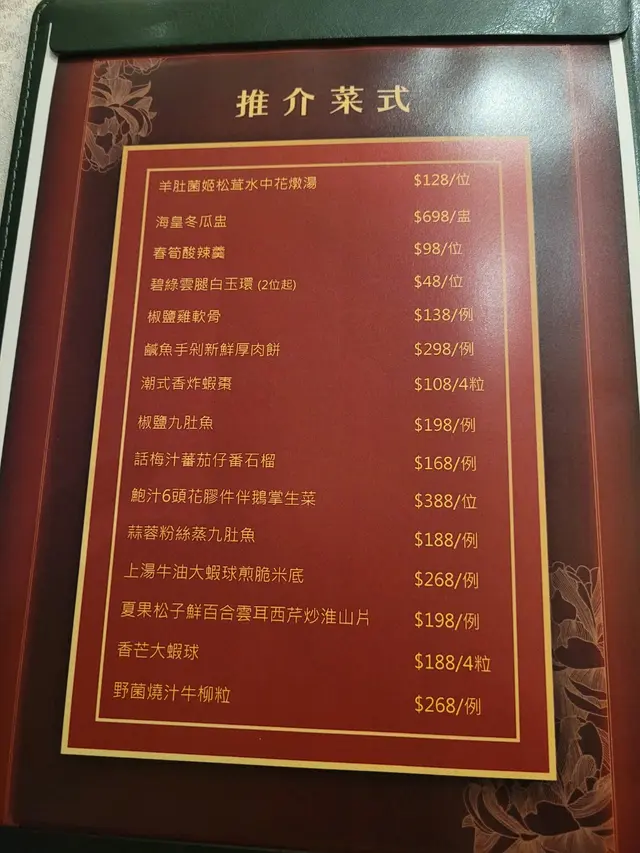 推介菜式
羊肚菌姬松茸水中花燉湯 $128/位
海皇冬瓜盅 $698/盅
春筍酸辣羹 $98/位
碧綠雲腿白玉環 (2位起) $48/位
椒鹽雞軟骨 $138/例
鹹魚手剁新鮮厚肉餅 $298/例
潮式香炸蝦棗 $108/4粒
椒鹽九肚魚 $198/例
話梅汁蕃茄仔番石榴 $168/例
鮑汁6頭花膠件伴鵝掌生菜 $388/位
蒜蓉粉絲蒸九肚魚 $188/例
上湯牛油大蝦球煎脆米底 $268/例
夏果松子鮮百合雲耳西芹炒淮山片 $198/例
香芒大蝦球 $188/4粒
野菌燒汁牛柳粒 $268/例